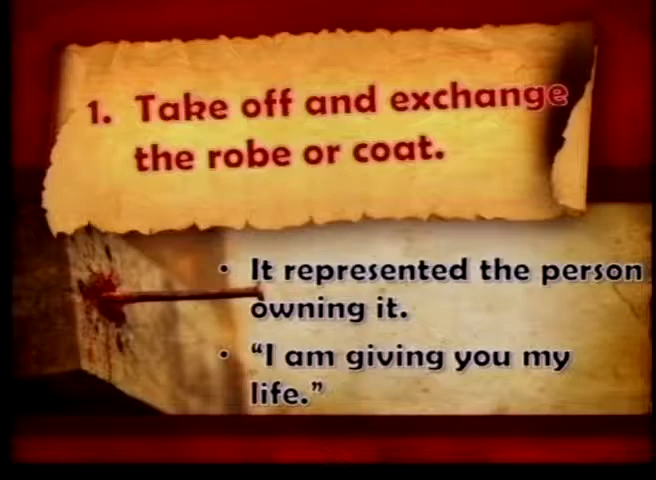 1. Take off and exchange
the robe or coat.
• It represented the person
owning it.
• “I am giving you my
life.”